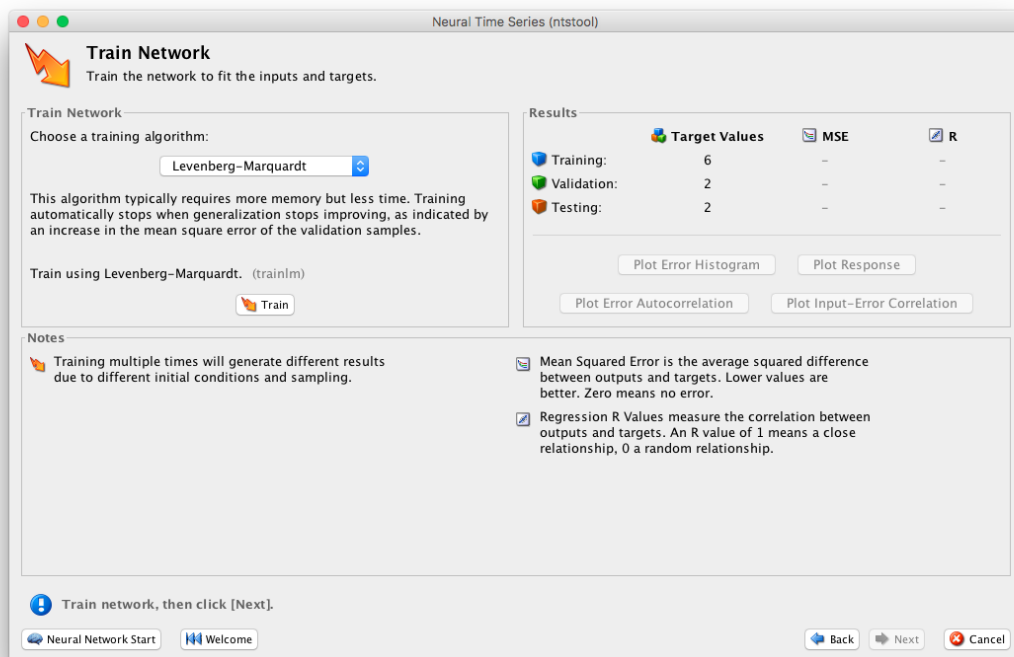 Neural Time Series (ntstool)
Train Network
Train the network to fit the inputs and targets.
Train Network
Choose a training algorithm:
Levenberg-Marquardt
This algorithm typically requires more memory but less time. Training
automatically stops when generalization stops improving, as indicated by
an increase in the mean square error of the validation samples.
Train using Levenberg-Marquardt. (trainlm)
Train
Results
Target Values MSE R
Training: 6 – –
Validation: 2 – –
Testing: 2 – –
Plot Error Histogram Plot Response
Plot Error Autocorrelation Plot Input-Error Correlation
Notes
Training multiple times will generate different results
due to different initial conditions and sampling.
Mean Squared Error is the average squared difference
between outputs and targets. Lower values are
better. Zero means no error.
Regression R Values measure the correlation between
outputs and targets. An R value of 1 means a close
relationship, 0 a random relationship.
Train network, then click [Next].
Neural Network Start Welcome Back Next Cancel